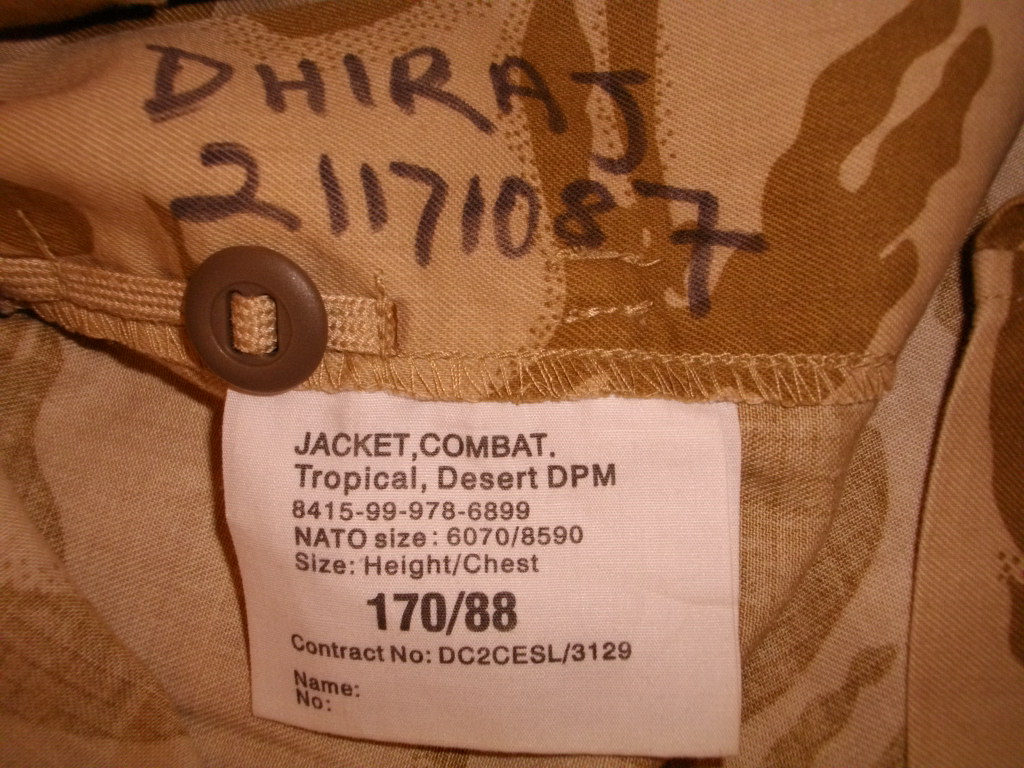 DHIRAJ
21171087
JACKET,COMBAT.
Tropical, Desert DPM
8415-99-978-6899
NATO size: 6070/8590
Size: Height/Chest
170/88
Contract No: DC2CESL/3129
Name:
No: